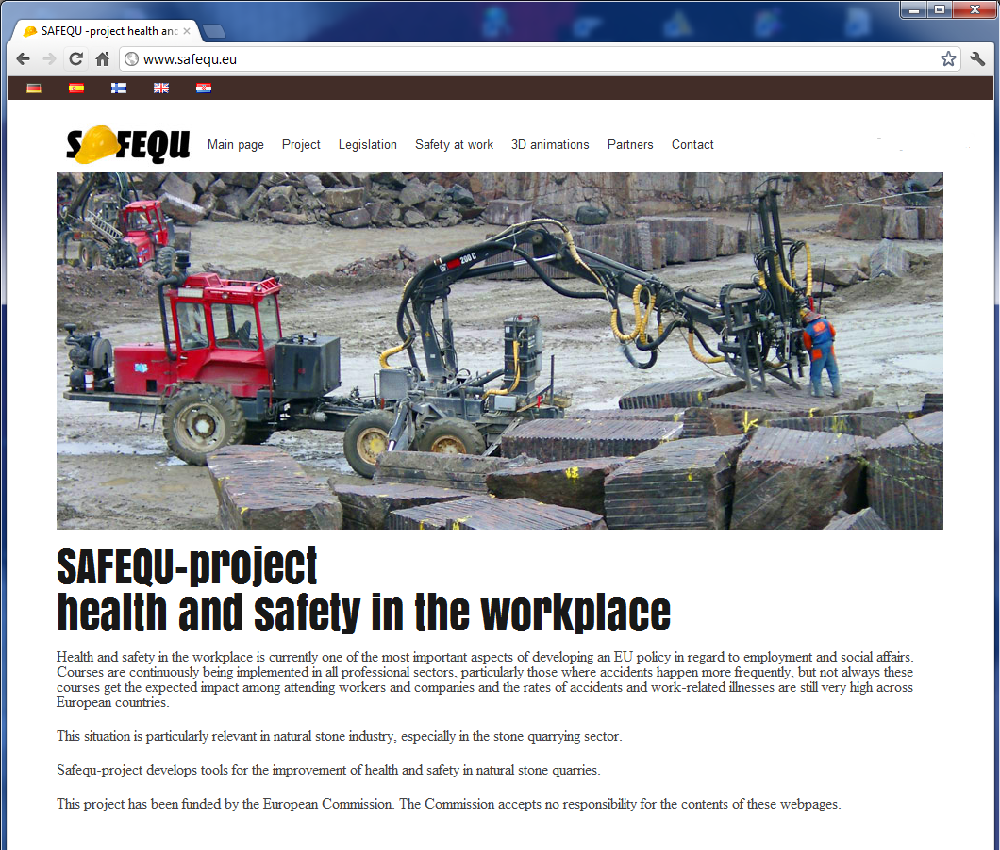 SAFEQU -project health and
www.safequ.eu
SAFEQU
Main page Project Legislation Safety at work 3D animations Partners Contact
200 C
SAFEQU-project
health and safety in the workplace
Health and safety in the workplace is currently one of the most important aspects of developing an EU policy in regard to employment and social affairs.
Courses are continuously being implemented in all professional sectors, particularly those where accidents happen more frequently, but not always these
courses get the expected impact among attending workers and companies and the rates of accidents and work-related illnesses are still very high across
European countries.
This situation is particularly relevant in natural stone industry, especially in the stone quarrying sector.
Safequ-project develops tools for the improvement of health and safety in natural stone quarries.
This project has been funded by the European Commission. The Commission accepts no responsibility for the contents of these webpages.